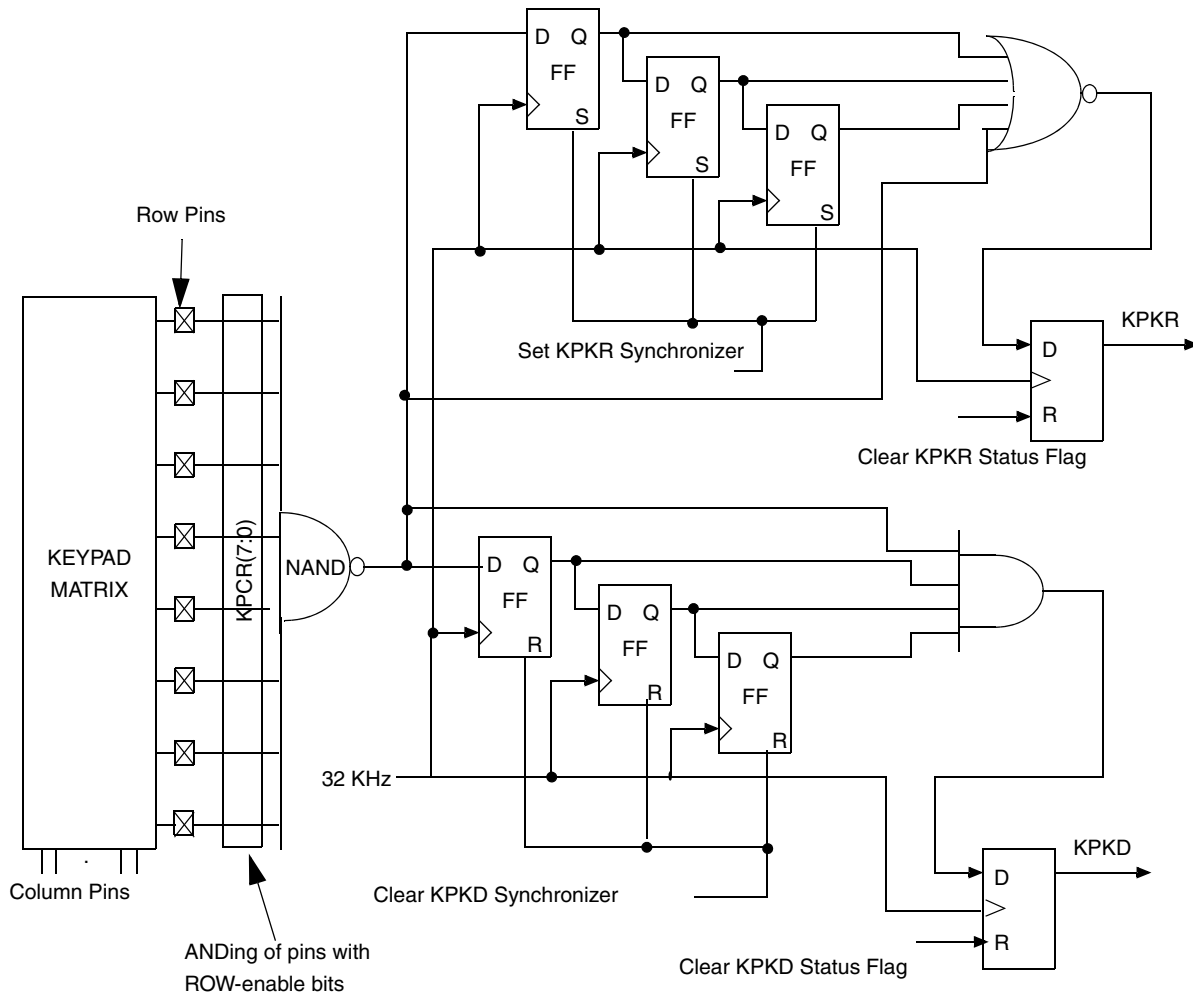 D Q
FF
S
D Q
FF
S
D Q
FF
S
Row Pins
Set KPKR Synchronizer
KPKR
D
R
Clear KPKR Status Flag
KEYPAD
MATRIX
KPCR(7:0)
NAND
D Q
FF
R
D Q
FF
R
D Q
FF
R
32 KHz
Column Pins
Clear KPKD Synchronizer
KPKD
D
R
Clear KPKD Status Flag
ANDing of pins with
ROW-enable bits